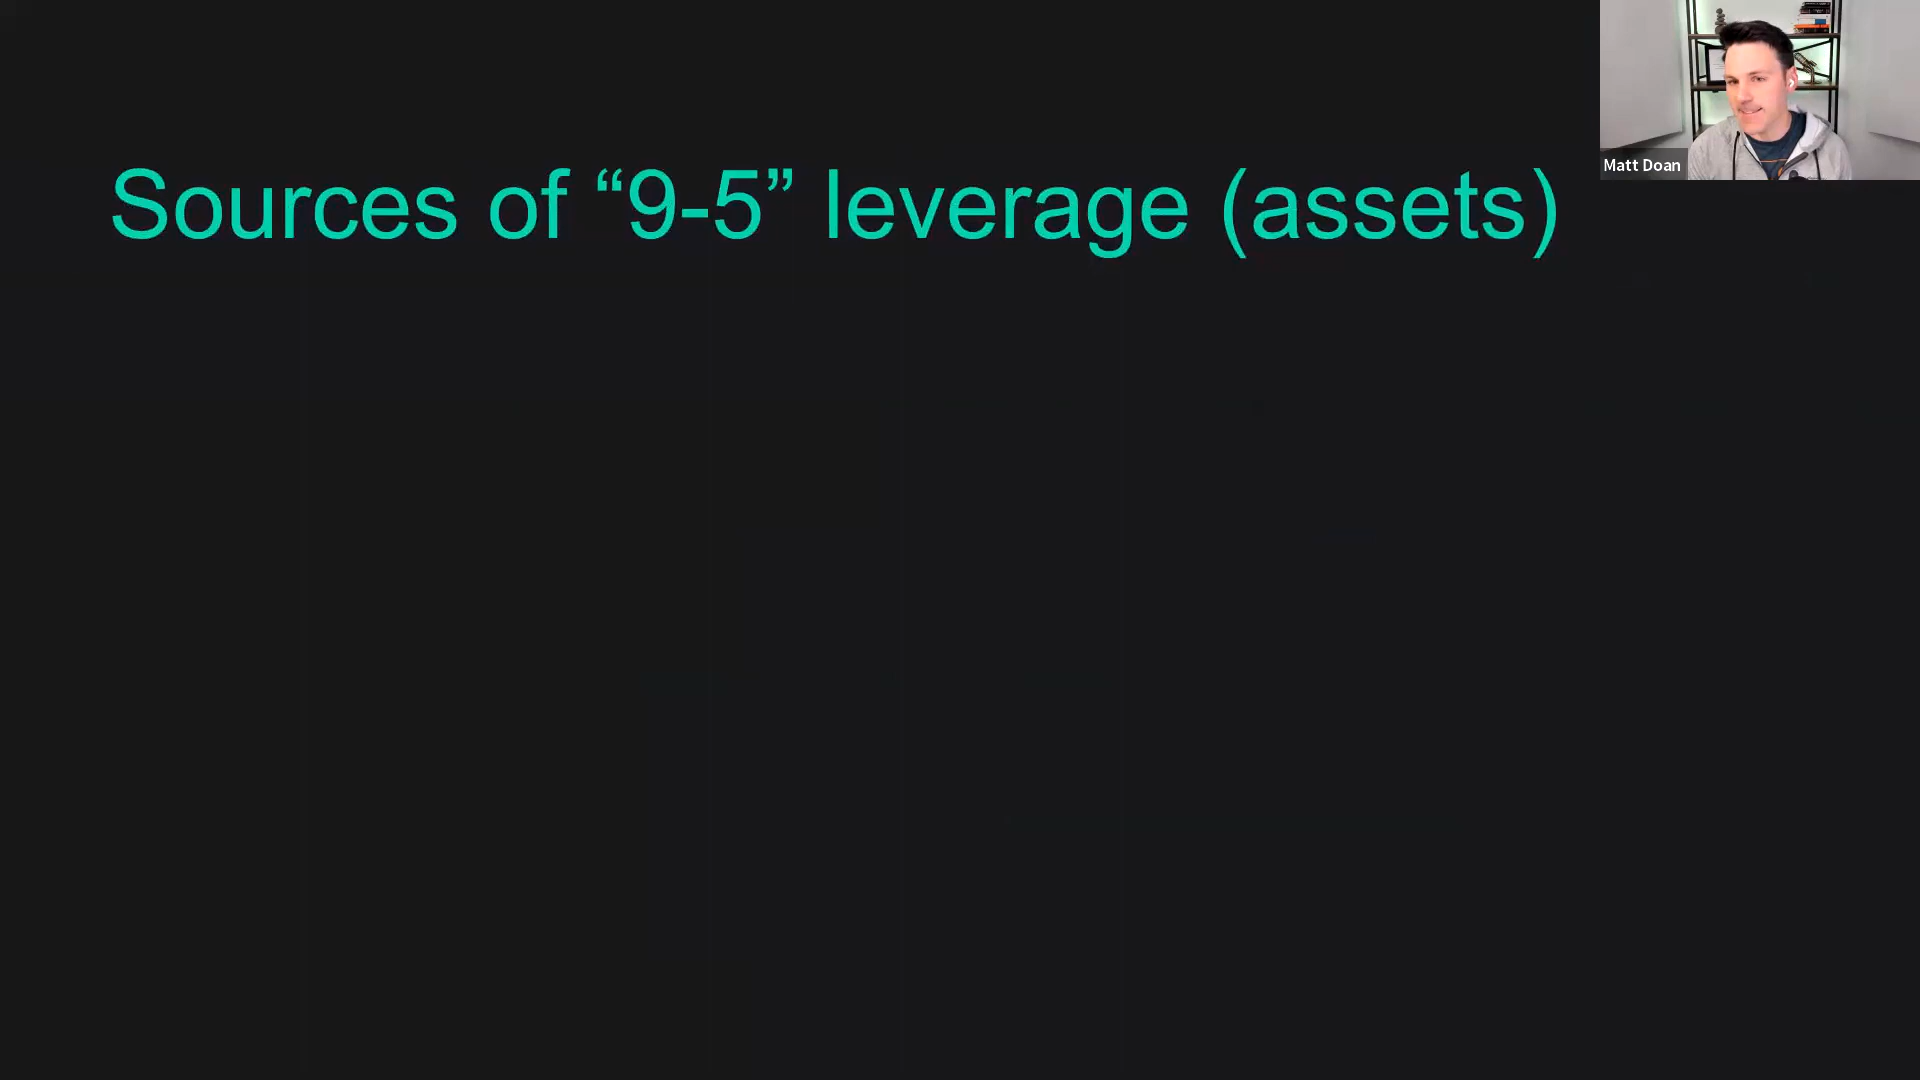 Sources of “9-5” leverage (assets)
Matt Doan